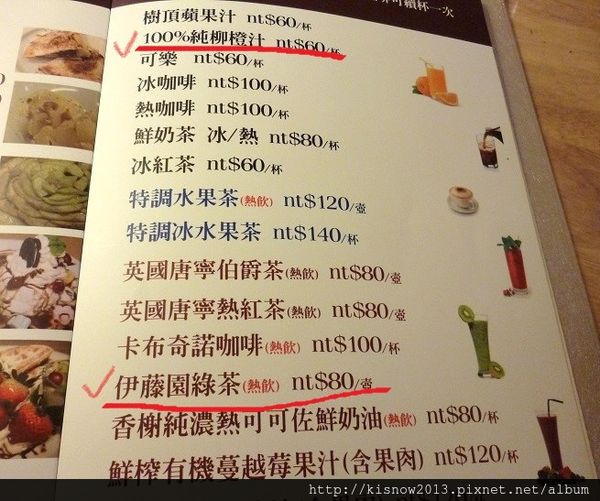 可續杯一次
樹頂蘋果汁 nt$60/杯
100%純柳橙汁 nt$60/杯
可樂 nt$60/杯
冰咖啡 nt$100/杯
熱咖啡 nt$100/杯
鮮奶茶 冰/熱 nt$80/杯
冰紅茶 nt$60/杯
特調水果茶(熱飲) nt$120/壺
特調冰水果茶 nt$140/杯
英國唐寧伯爵茶(熱飲) nt$80/壺
英國唐寧熱紅茶(熱飲) nt$80/壺
卡布奇諾咖啡(熱飲) nt$100/杯
伊藤園綠茶(熱飲) nt$80/壺
香榭純濃熱可可佐鮮奶油(熱飲) nt$80/杯
鮮榨有機蔓越莓果汁(含果肉) nt$120/杯
http://kisnow2013.pixnet.net/album